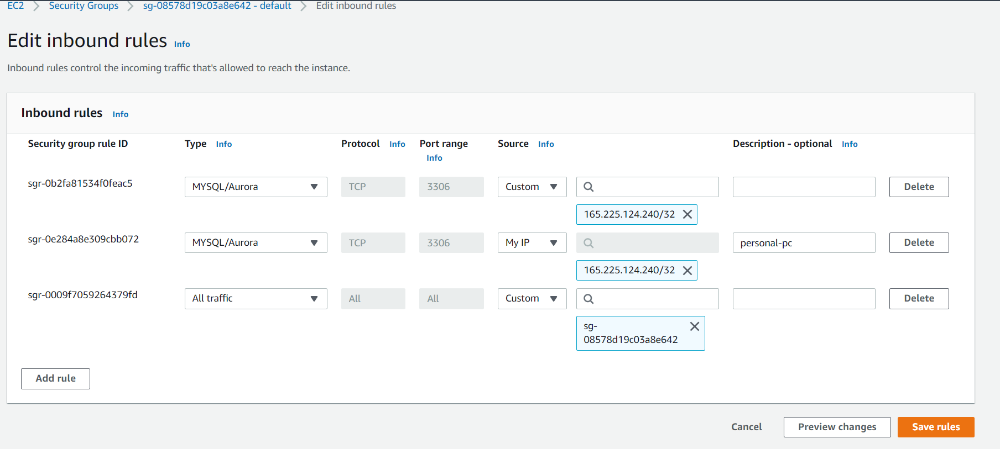 EC2 Security Groups sg-08578d19c03a8e642 - default Edit inbound rules
Edit inbound rules Info
Inbound rules control the incoming traffic that's allowed to reach the instance.
Inbound rules Info
Security group rule ID Type Info Protocol Info Port range Info Source Info Description - optional Info
sgr-0b2fa81534f0feac5 MYSQL/Aurora TCP 3306 Custom Delete
165.225.124.240/32
sgr-0e284a8e309cbb072 MYSQL/Aurora TCP 3306 My IP personal-pc Delete
165.225.124.240/32
sgr-0009f7059264379fd All traffic All All Custom Delete
sg-
08578d19c03a8e642
Add rule
Cancel Preview changes Save rules